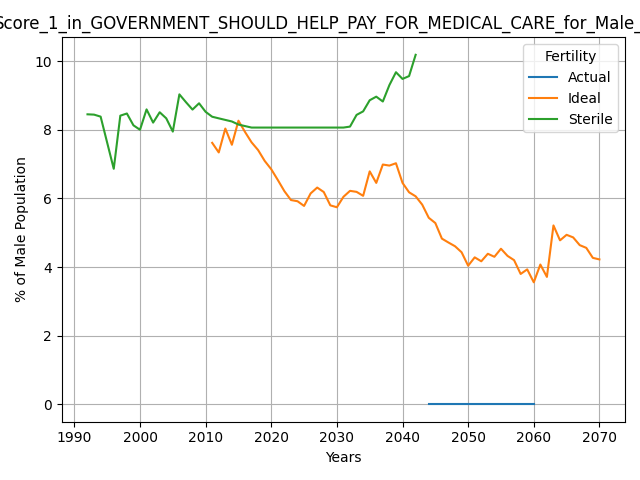 Score_1_in_GOVERNMENT_SHOULD_HELP_PAY_FOR_MEDICAL_CARE_for_Male_
Fertility
Actual
Ideal
Sterile
% of Male Population
10
8
6
4
2
0
1990 2000 2010 2020 2030 2040 2050 2060 2070
Years